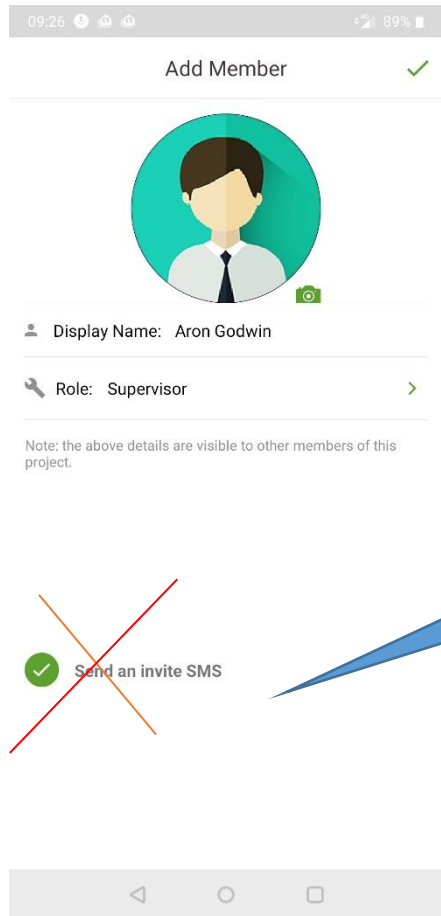 09:26 89%
Add Member
Display Name: Aron Godwin
Role: Supervisor
Note: the above details are visible to other members of this
project.
Send an invite SMS